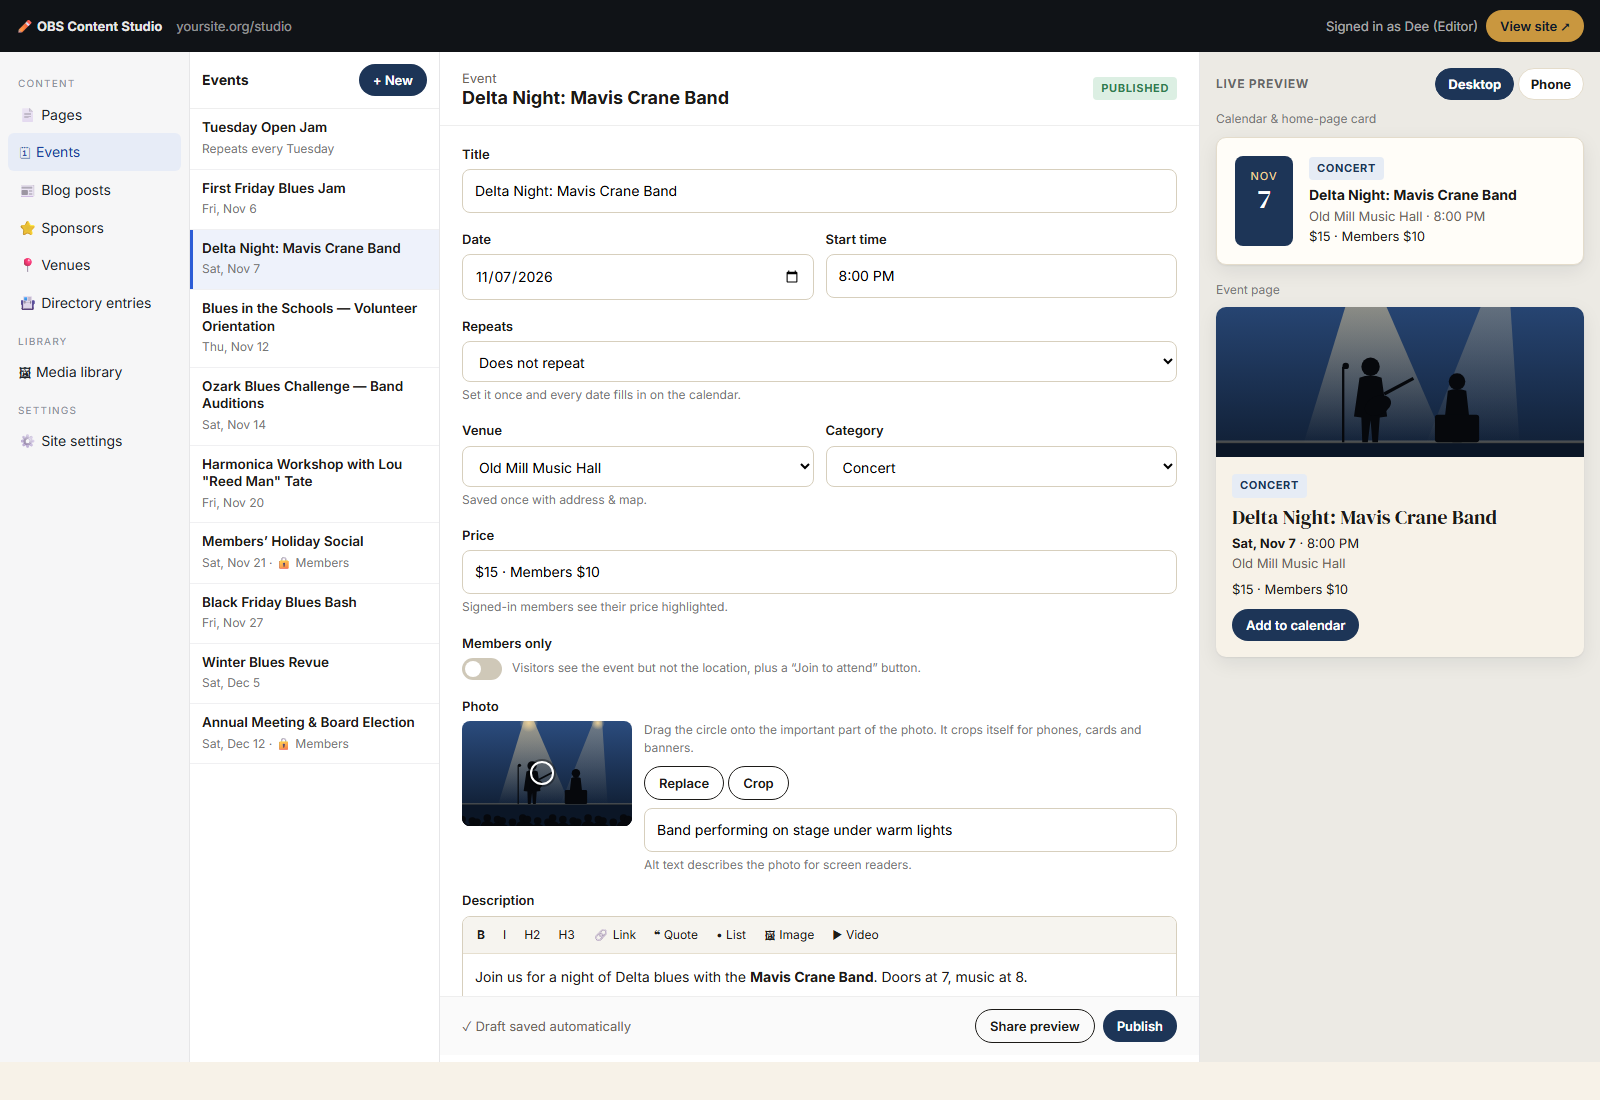 OBS Content Studio yoursite.org/studio
Signed in as Dee (Editor) View site ↗
CONTENT
Pages
Events
Blog posts
Sponsors
Venues
Directory entries
LIBRARY
Media library
SETTINGS
Site settings
Events + New
Tuesday Open Jam
Repeats every Tuesday
First Friday Blues Jam
Fri, Nov 6
Delta Night: Mavis Crane Band
Sat, Nov 7
Blues in the Schools — Volunteer
Orientation
Thu, Nov 12
Ozark Blues Challenge — Band
Auditions
Sat, Nov 14
Harmonica Workshop with Lou
"Reed Man" Tate
Fri, Nov 20
Members’ Holiday Social
Sat, Nov 21 · 🔒 Members
Black Friday Blues Bash
Fri, Nov 27
Winter Blues Revue
Sat, Dec 5
Annual Meeting & Board Election
Sat, Dec 12 · 🔒 Members
Event
Delta Night: Mavis Crane Band
PUBLISHED
Title
Delta Night: Mavis Crane Band
Date Start time
11/07/2026 8:00 PM
Repeats
Does not repeat
Set it once and every date fills in on the calendar.
Venue Category
Old Mill Music Hall Concert
Saved once with address & map.
Price
$15 · Members $10
Signed-in members see their price highlighted.
Members only
Visitors see the event but not the location, plus a “Join to attend” button.
Photo
Drag the circle onto the important part of the photo. It crops itself for phones, cards and
banners.
Replace Crop
Band performing on stage under warm lights
Alt text describes the photo for screen readers.
Description
B I H2 H3 🔗 Link ❝ Quote • List 🖼 Image ▶ Video
Join us for a night of Delta blues with the Mavis Crane Band. Doors at 7, music at 8.
✓ Draft saved automatically Share preview Publish
LIVE PREVIEW Desktop Phone
Calendar & home-page card
NOV
7
CONCERT
Delta Night: Mavis Crane Band
Old Mill Music Hall · 8:00 PM
$15 · Members $10
Event page
CONCERT
Delta Night: Mavis Crane Band
Sat, Nov 7 · 8:00 PM
Old Mill Music Hall
$15 · Members $10
Add to calendar